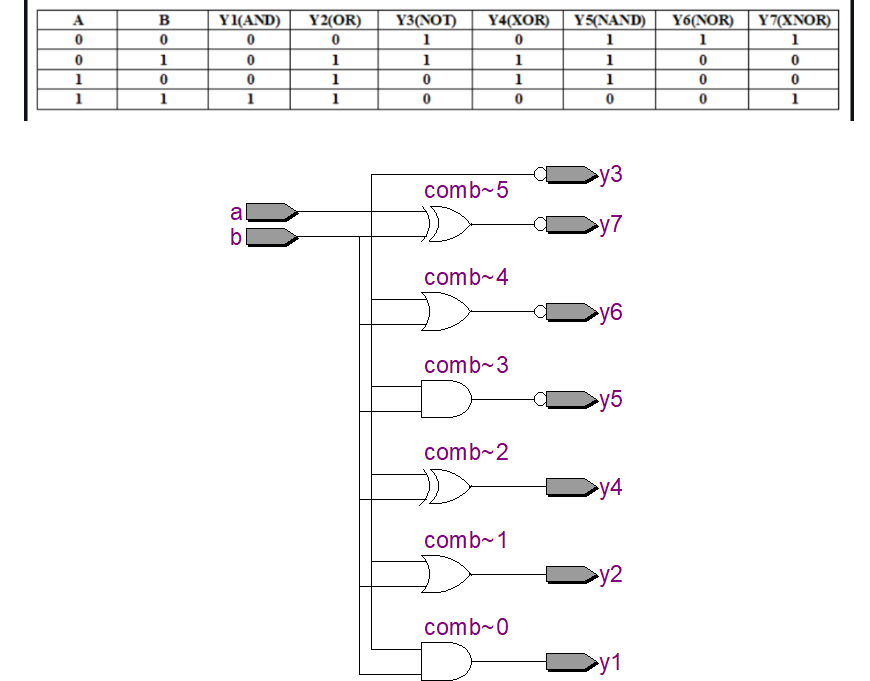 A B Y1(AND) Y2(OR) Y3(NOT) Y4(XOR) Y5(NAND) Y6(NOR) Y7(XNOR)
0 0 0 0 1 0 1 1 1
0 1 0 1 1 1 1 0 0
1 0 0 1 0 1 1 0 0
1 1 1 1 0 0 0 0 1
y3
comb~5
a
y7
b
comb~4
y6
comb~3
y5
comb~2
y4
comb~1
y2
comb~0
y1